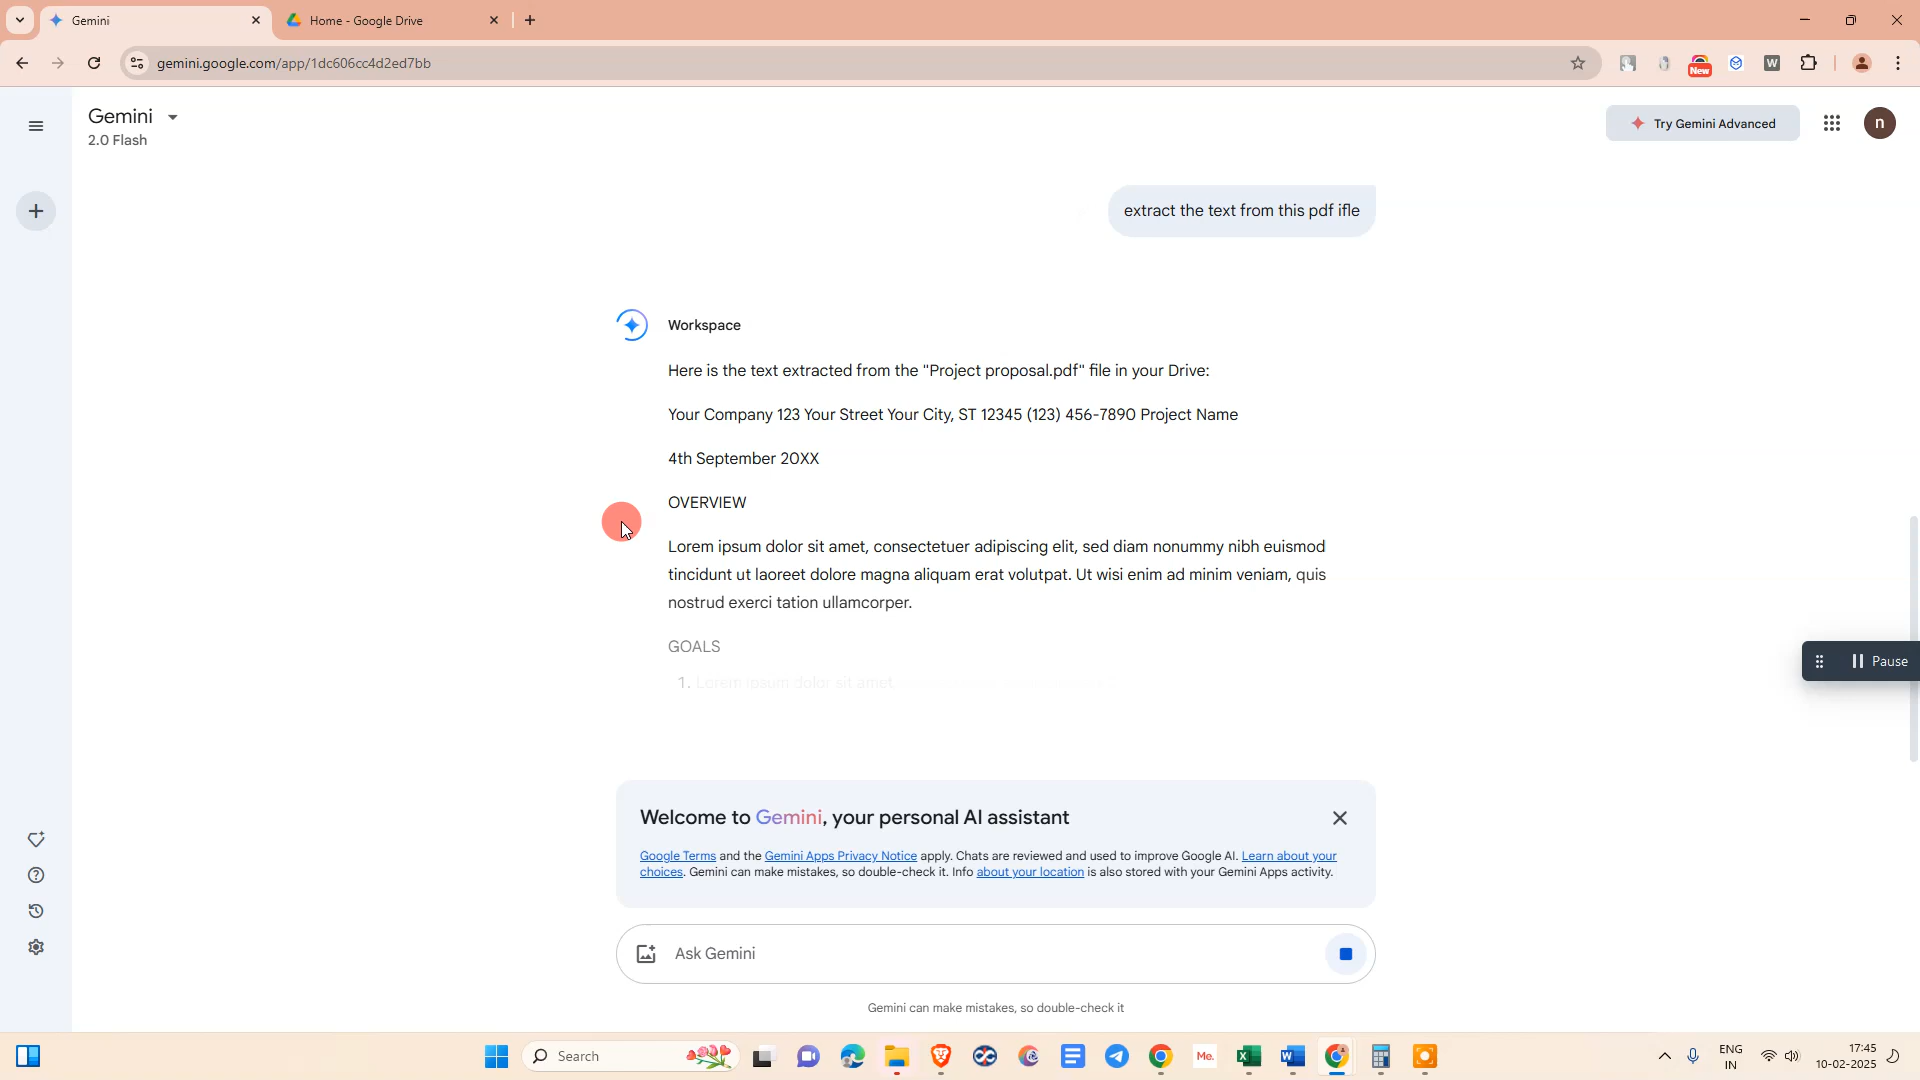 Gemini
Home - Google Drive
gemini.google.com/app/1dc606cc4d2ed7bb
New
W
Gemini
2.0 Flash
Try Gemini Advanced
n
extract the text from this pdf ifle
Workspace
Here is the text extracted from the "Project proposal.pdf" file in your Drive:
Your Company 123 Your Street Your City, ST 12345 (123) 456-7890 Project Name
4th September 20XX
OVERVIEW
Lorem ipsum dolor sit amet, consectetuer adipiscing elit, sed diam nonummy nibh euismod
tincidunt ut laoreet dolore magna aliquam erat volutpat. Ut wisi enim ad minim veniam, quis
nostrud exerci tation ullamcorper.
GOALS
1. Lorem ipsum dolor sit amet
Pause
Welcome to Gemini, your personal AI assistant
Google Terms and the Gemini Apps Privacy Notice apply. Chats are reviewed and used to improve Google AI. Learn about your
choices. Gemini can make mistakes, so double-check it. Info about your location is also stored with your Gemini Apps activity.
Ask Gemini
Gemini can make mistakes, so double-check it
Search
Me.
ENG
IN
17:45
10-02-2025